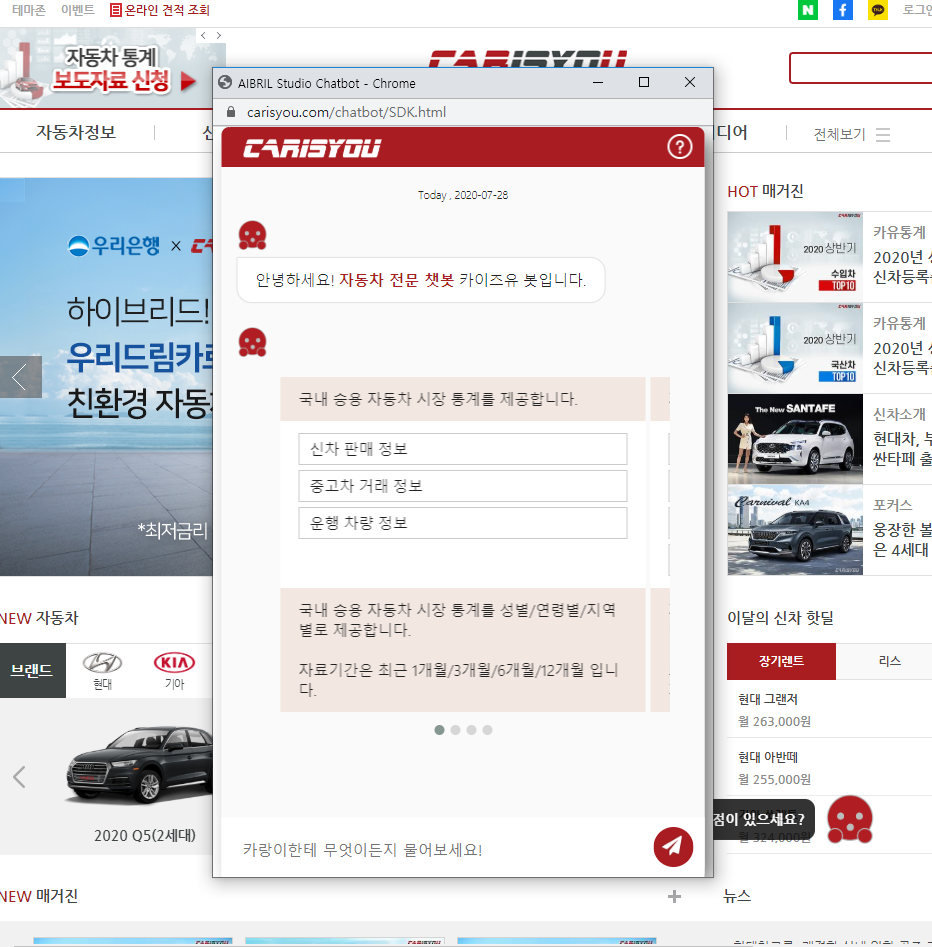 테마존 이벤트 온라인 견적 조회
N f TALK
자동차 통계
보도자료 신청
CARISYOU
자동차정보
전체보기
AIBRIL Studio Chatbot - Chrome
carisyou.com/chatbot/SDK.html
CARISYOU
?
Today , 2020-07-28
안녕하세요! 자동차 전문 챗봇 카이즈유 봇입니다.
국내 승용 자동차 시장 통계를 제공합니다.
신차 판매 정보
중고차 거래 정보
운행 차량 정보
국내 승용 자동차 시장 통계를 성별/연령별/지역
별로 제공합니다.
자료기간은 최근 1개월/3개월/6개월/12개월 입니
다.
카랑이한테 무엇이든지 물어보세요!
우리은행 ×
하이브리드!
우리드림카로
친환경 자동
*최저금리
NEW 자동차
브랜드
현대
KIA
기아
2020 Q5(2세대)
NEW 매거진
HOT 매거진
CARISYOU
2020 상반기
수입차
TOP10
카유통계
2020년
신차등록
CARISYOU
2020 상반기
국산차
TOP10
카유통계
2020년
신차등록
The New SANTAFE
신차소개
현대차,
싼타페 출
Carnival KA4
CARISYOU
포커스
웅장한 볼
은 4세대
이달의 신차 핫딜
장기렌트 리스
현대 그랜저
월 263,000원
현대 아반떼
월 255,000원
점이 있으세요?
월 324,000원
뉴스
CARISYOU CARISYOU CARISYOU